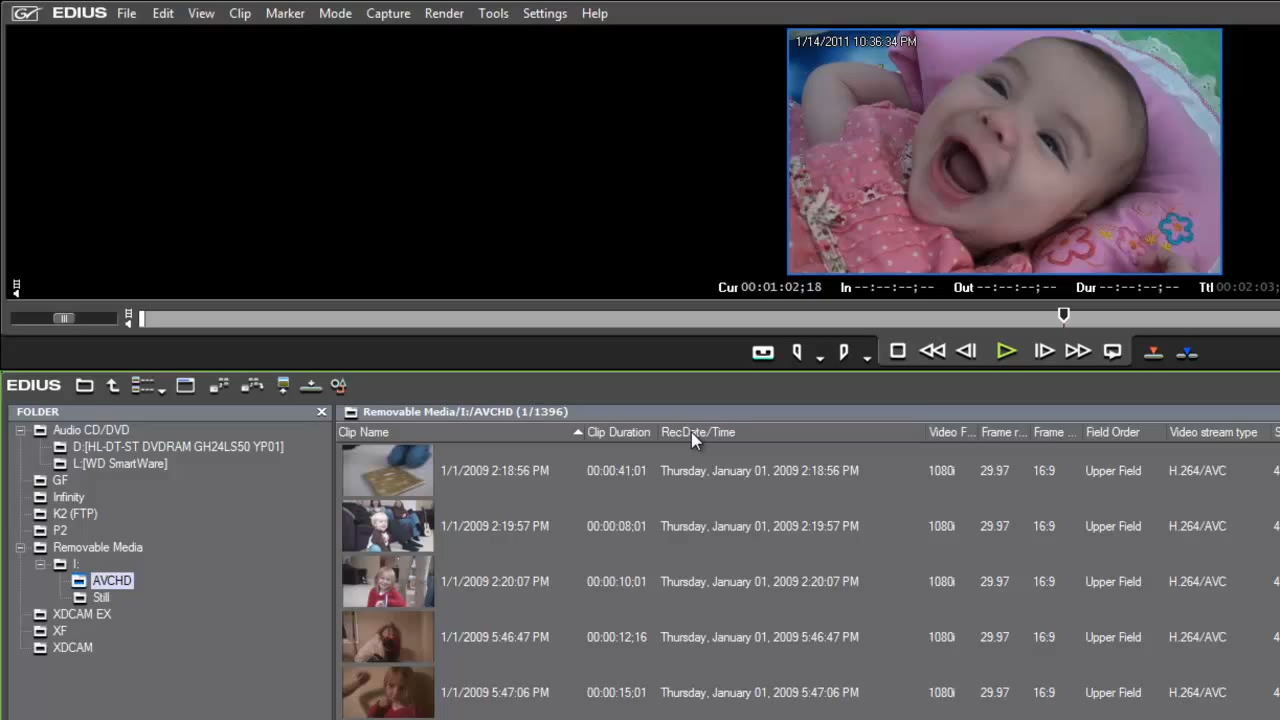 EDIUS File Edit View Clip Marker Mode Capture Render Tools Settings Help
1/14/2011 10:36:34 PM
Cur 00:01:02;18 In --:--:--;-- Out --:--:--;-- Dur --:--:--;-- Ttl 00:02:03;
EDIUS
FOLDER
Audio CD/DVD
D:[HL-DT-ST DVDRAM GH24LS50 YP01]
L:[WD SmartWare]
GF
Infinity
K2 (FTP)
P2
Removable Media
I:
AVCHD
Still
XDCAM EX
XF
XDCAM
Removable Media/I:/AVCHD (1/1396)
Clip Name Clip Duration RecDate/Time Video F... Frame r... Frame ... Field Order Video stream type S
1/1/2009 2:18:56 PM 00:00:41;01 Thursday, January 01, 2009 2:18:56 PM 1080i 29.97 16:9 Upper Field H.264/AVC 4
1/1/2009 2:19:57 PM 00:00:08;01 Thursday, January 01, 2009 2:19:57 PM 1080i 29.97 16:9 Upper Field H.264/AVC 4
1/1/2009 2:20:07 PM 00:00:10;01 Thursday, January 01, 2009 2:20:07 PM 1080i 29.97 16:9 Upper Field H.264/AVC 4
1/1/2009 5:46:47 PM 00:00:12;16 Thursday, January 01, 2009 5:46:47 PM 1080i 29.97 16:9 Upper Field H.264/AVC 4
1/1/2009 5:47:06 PM 00:00:15;01 Thursday, January 01, 2009 5:47:06 PM 1080i 29.97 16:9 Upper Field H.264/AVC 4